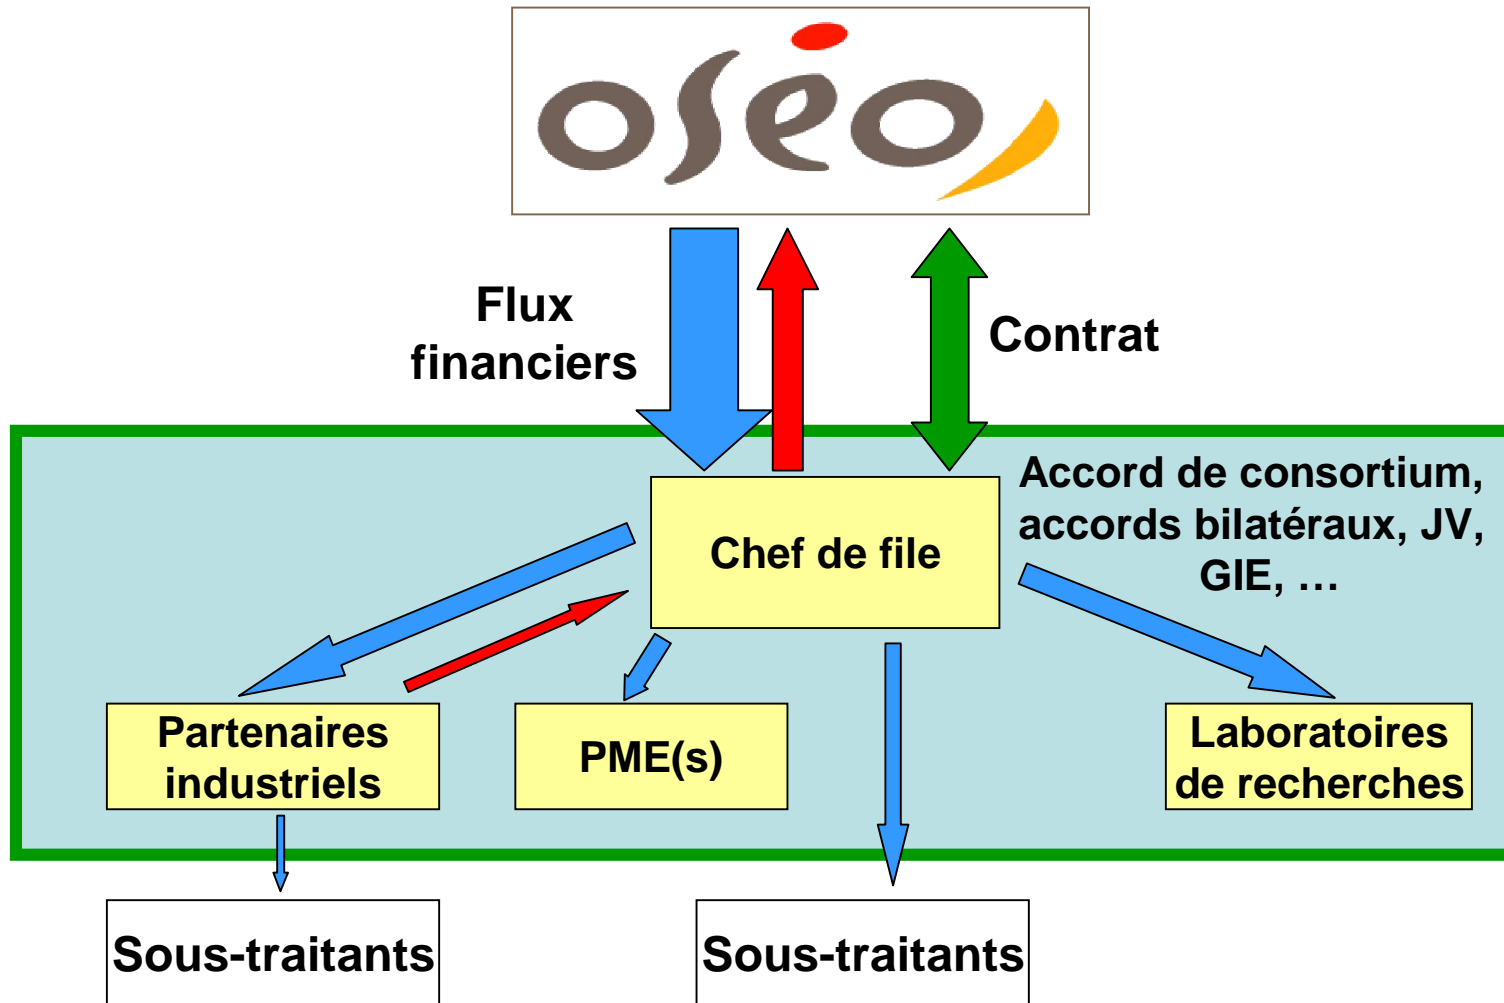 oséo
Flux
financiers
Contrat
Accord de consortium,
accords bilatéraux, JV,
GIE, …
Chef de file
Partenaires
industriels
PME(s)
Laboratoires
de recherches
Sous-traitants
Sous-traitants